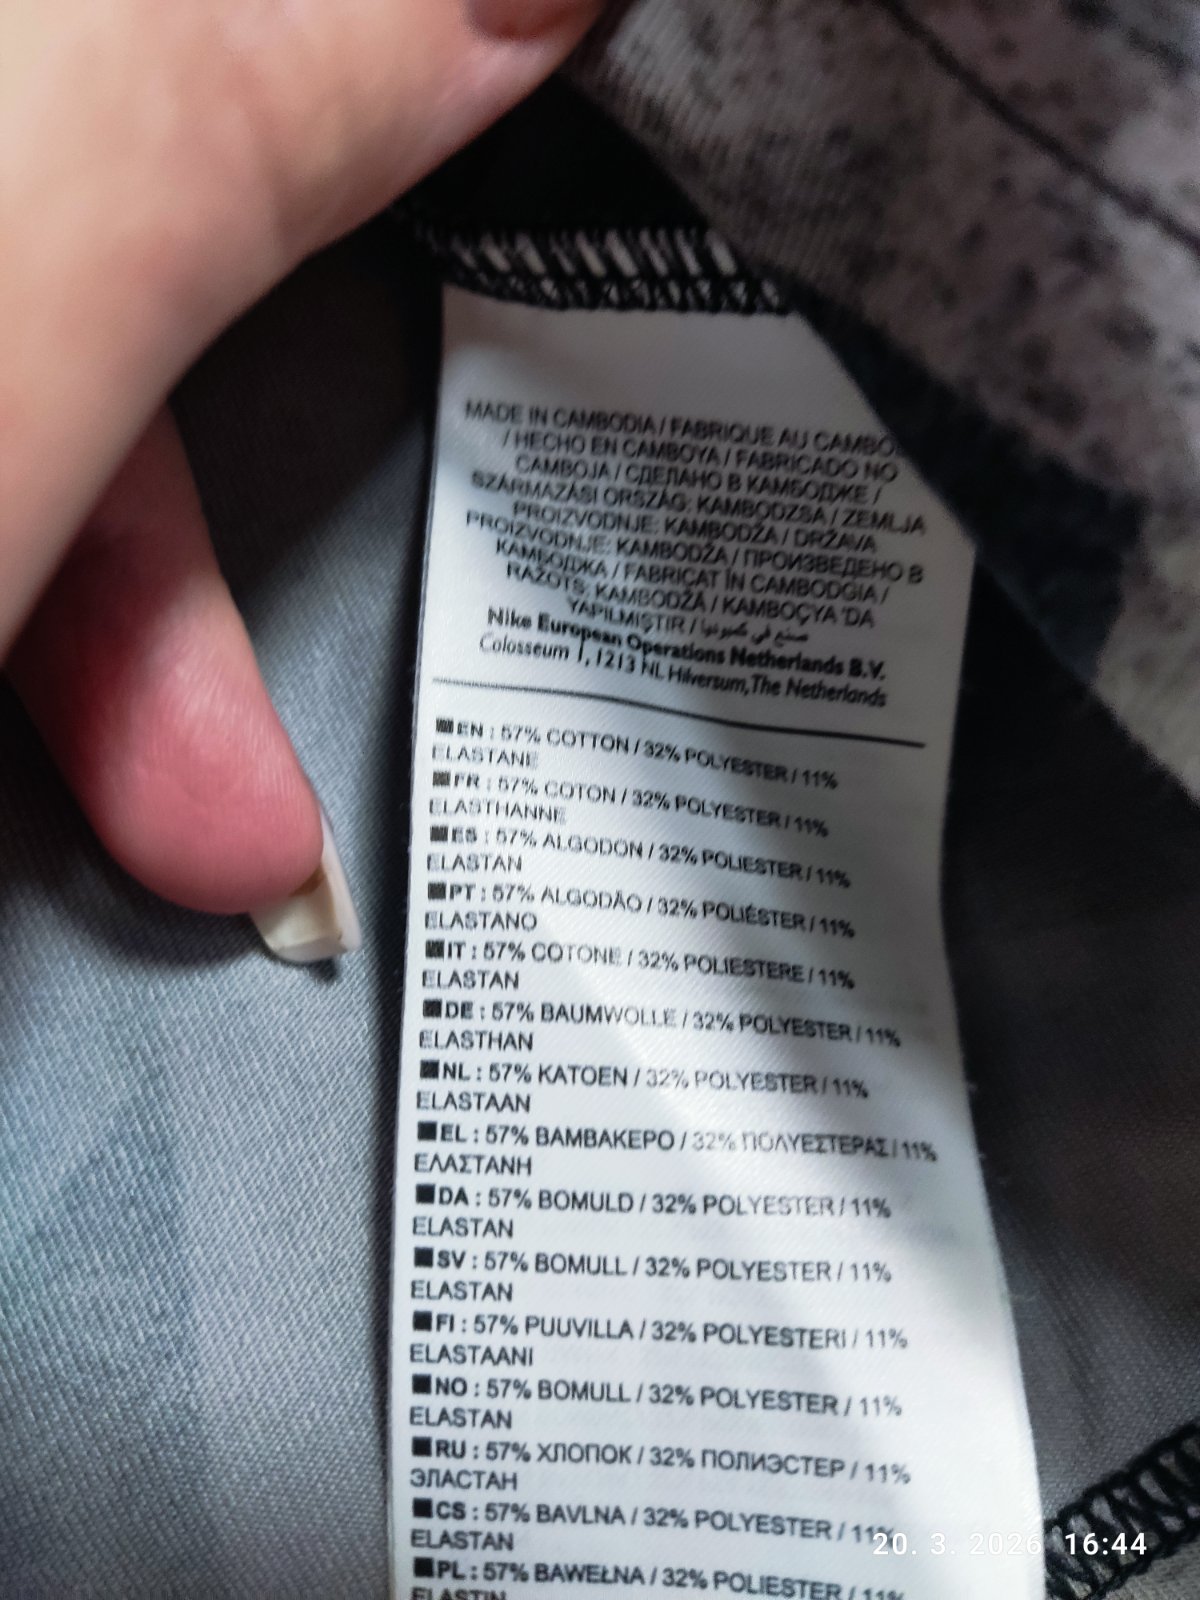 MADE IN CAMBODIA / FABRIQUE AU CAMBO
/ HECHO EN CAMBOYA / FABRICADO NO
CAMBOJA / СДЕЛАНО В КАМБОДЖЕ /
SZÁRMAZÁSI ORSZÁG: KAMBODZSA / ZEMLJA
PROIZVODNJE: KAMBODŽA / DRŽAVA
PROIZVODNJE: KAMBODŽA / ПРОИЗВЕДЕНО В
КАМБОДЖА / FABRICAT ÎN CAMBODGIA /
RAŽOTS: KAMBODŽA / KAMBOÇYA 'DA
YAPILMIŞTIR / صنع في كمبوديا
Nike European Operations Netherlands B.V.
Colosseum 1, 1213 NL Hilversum, The Netherlands
EN : 57% COTTON / 32% POLYESTER / 11%
ELASTANE
FR : 57% COTON / 32% POLYESTER / 11%
ELASTHANNE
ES : 57% ALGODON / 32% POLIESTER / 11%
ELASTAN
PT : 57% ALGODÃO / 32% POLIÉSTER / 11%
ELASTANO
IT : 57% COTONE / 32% POLIESTERE / 11%
ELASTAN
DE : 57% BAUMWOLLE / 32% POLYESTER / 11%
ELASTHAN
NL : 57% KATOEN / 32% POLYESTER / 11%
ELASTAAN
EL : 57% ΒΑΜΒΑΚΕΡΟ / 32% ΠΟΛΥΕΣΤΕΡΑΣ / 11%
ΕΛΑΣΤΑΝΗ
DA : 57% BOMULD / 32% POLYESTER / 11%
ELASTAN
SV : 57% BOMULL / 32% POLYESTER / 11%
ELASTAN
FI : 57% PUUVILLA / 32% POLYESTERI / 11%
ELASTAANI
NO : 57% BOMULL / 32% POLYESTER / 11%
ELASTAN
RU : 57% ХЛОПОК / 32% ПОЛИЭСТЕР / 11%
ЭЛАСТАН
CS : 57% BAVLNA / 32% POLYESTER / 11%
ELASTAN
PL : 57% BAWEŁNA / 32% POLIESTER / 11%
ELASTIN
20. 3. 2026 16:44